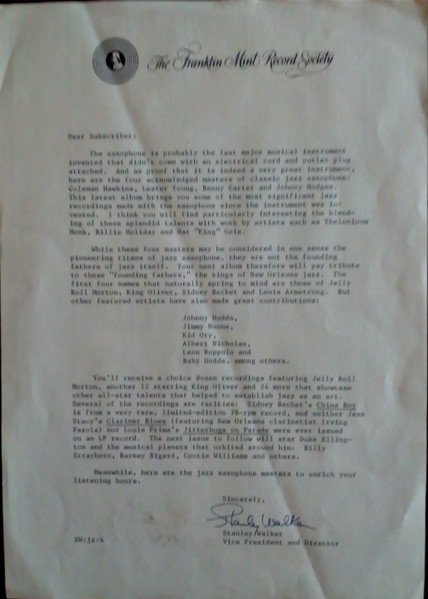 The Franklin Mint Record Society
Dear Subscriber:
The saxophone is probably the last major musical instrument
invented that didn't come with an electrical cord and outlet plug
attached. And as proof that it is indeed a very great instrument,
here are the four acknowledged masters of classic jazz saxophone:
Coleman Hawkins, Lester Young, Benny Carter and Johnny Hodges.
This latest album brings you some of the most significant jazz
recordings made with the saxophone since the instrument was in-
vented. I think you will find particularly interesting the blend-
ing of these splendid talents with work by artists such as Thelonious
Monk, Billie Holiday and Nat "King" Cole.
While these four masters may be considered in one sense the
pioneering titans of jazz saxophone, they are not the founding
fathers of jazz itself. Your next album therefore will pay tribute
to these "founding fathers," the kings of New Orleans jazz. The
first four names that naturally spring to mind are those of Jelly
Roll Morton, King Oliver, Sidney Bechet and Louis Armstrong. But
other featured artists have also made great contributions:
Johnny Dodds,
Jimmy Noone,
Kid Ory,
Albert Nicholas,
Leon Roppolo and
Baby Dodds, among others.
You'll receive a choice dozen recordings featuring Jelly Roll
Morton, another 12 starring King Oliver and 26 more that showcase
other all-star talents that helped to establish jazz as an art.
Several of the recordings are rarities: Sidney Bechet's China Boy
is from a very rare, limited-edition 78-rpm record, and neither Jess
Stacy's Clarinet Blues (featuring New Orleans clarinetist Irving
Fazola) nor Louis Prima's Jitterbugs on Parade were ever issued
on an LP record. The next issue to follow will star Duke Elling-
ton and the musical planets that orbited around him: Billy
Strayhorn, Barney Bigard, Cootie Williams and others.
Meanwhile, here are the jazz saxophone masters to enrich your
listening hours.
Sincerely,
Stanley Walker
Stanley Walker
Vice President and Director
SW:jz:4